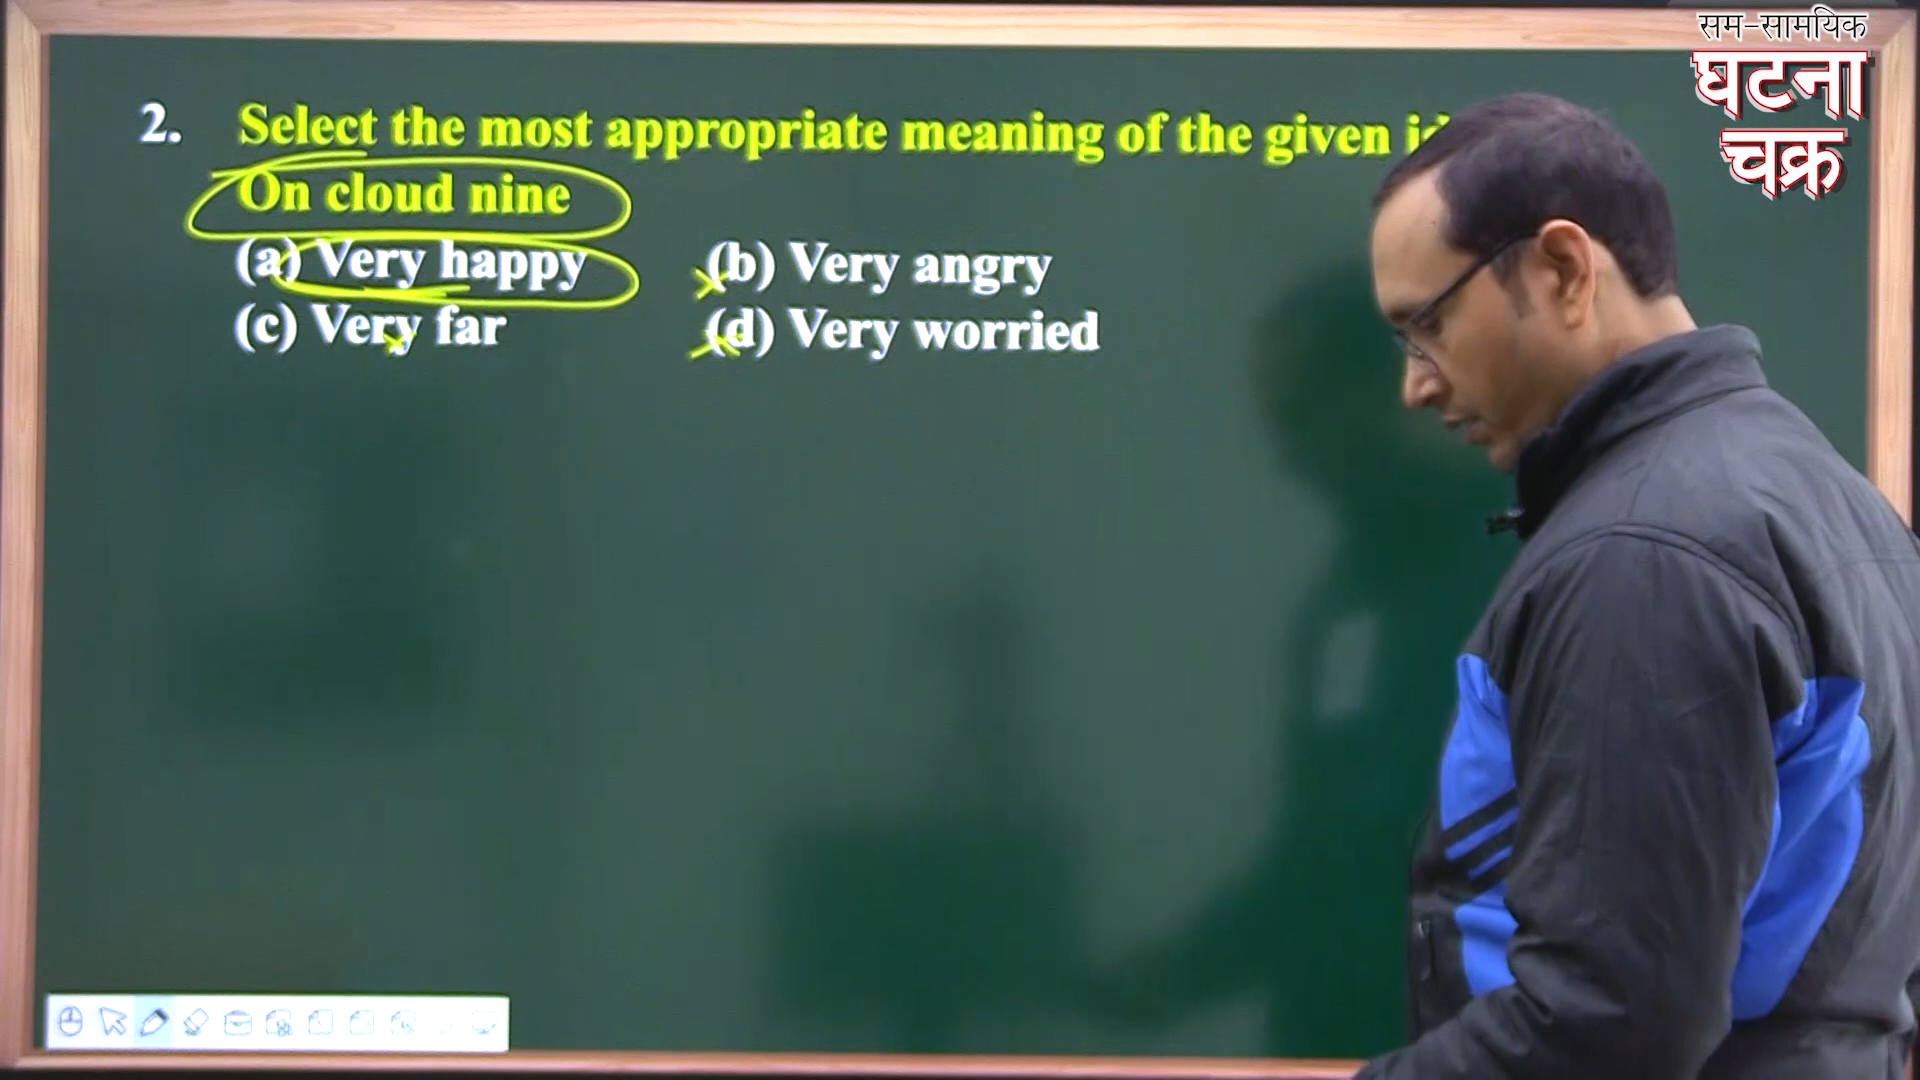 सम-सामयिक
घटना
चक्र
2. Select the most appropriate meaning of the given
On cloud nine
(a) Very happy (b) Very angry
(c) Very far (d) Very worried